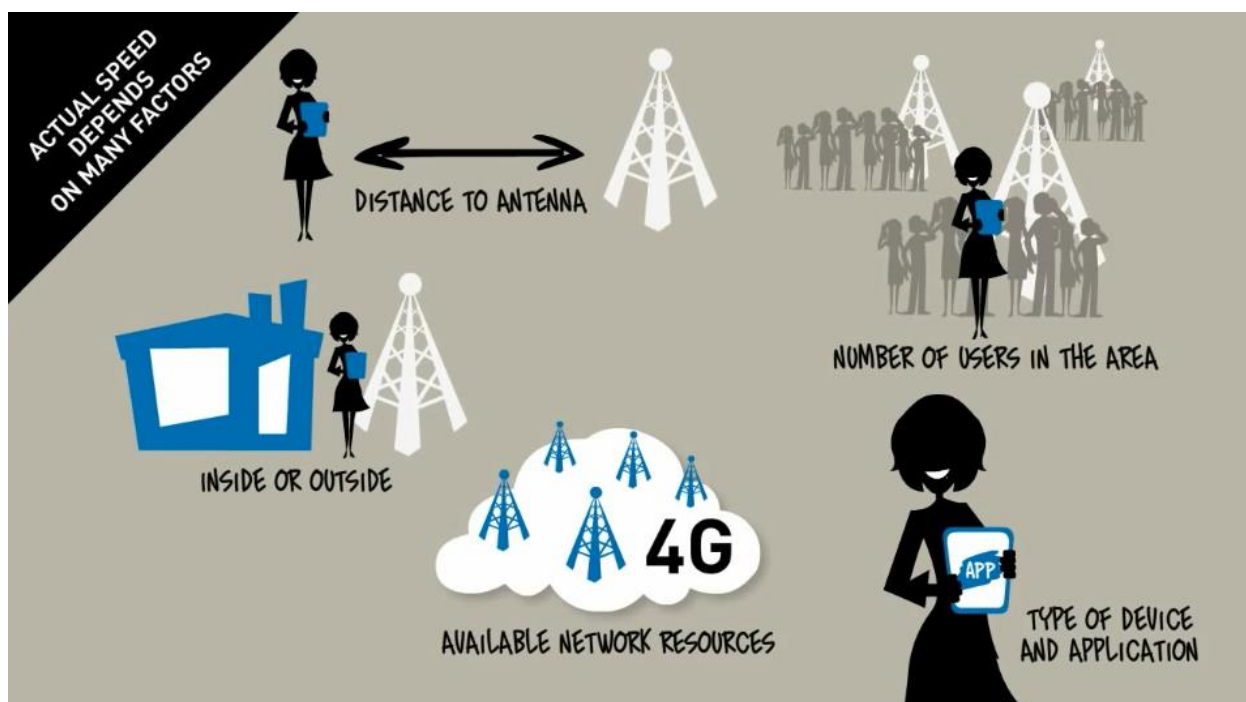 ACTUAL SPEED
DEPENDS
ON MANY FACTORS
DISTANCE TO ANTENNA
NUMBER OF USERS IN THE AREA
INSIDE OR OUTSIDE
4G
AVAILABLE NETWORK RESOURCES
APP
TYPE OF DEVICE
AND APPLICATION